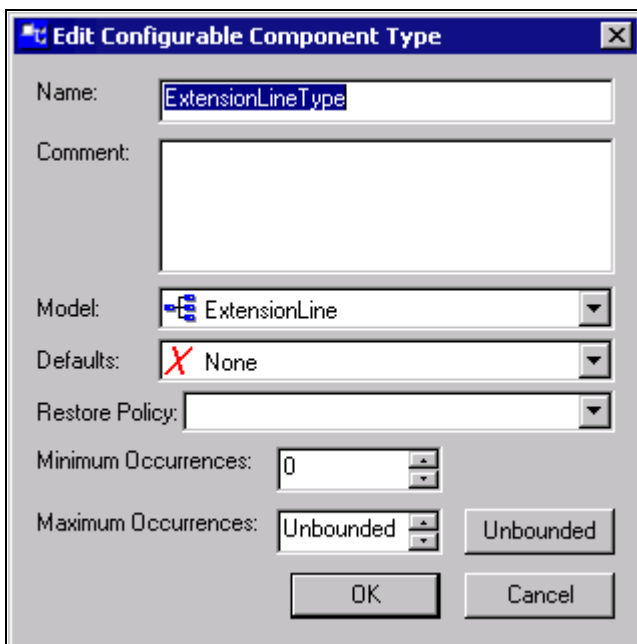 Edit Configurable Component Type
Name: ExtensionLineType
Comment:
Model: ExtensionLine
Defaults: None
Restore Policy:
Minimum Occurrences: 0
Maximum Occurrences: Unbounded Unbounded
OK Cancel